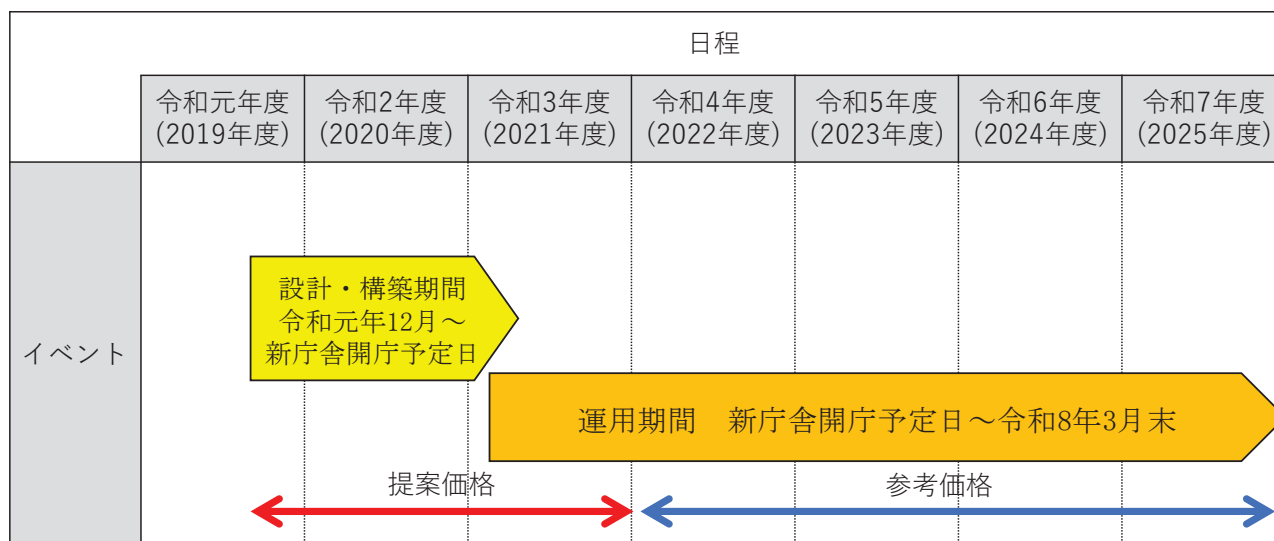 日程
令和元年度
(2019年度)
令和2年度
(2020年度)
令和3年度
(2021年度)
令和4年度
(2022年度)
令和5年度
(2023年度)
令和6年度
(2024年度)
令和7年度
(2025年度)
イベント
設計・構築期間
令和元年12月～
新庁舎開庁予定日
運用期間　新庁舎開庁予定日～令和8年3月末
提案価格
参考価格